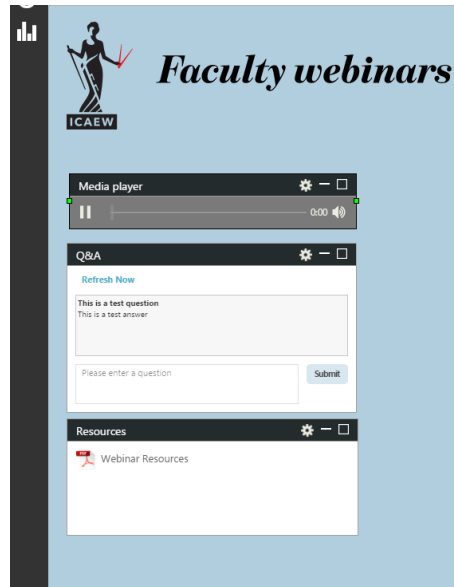 Faculty webinars
ICAEW
Media player
0:00
Q&A
Refresh Now
This is a test question
This is a test answer
Please enter a question
Submit
Resources
PDF
Webinar Resources